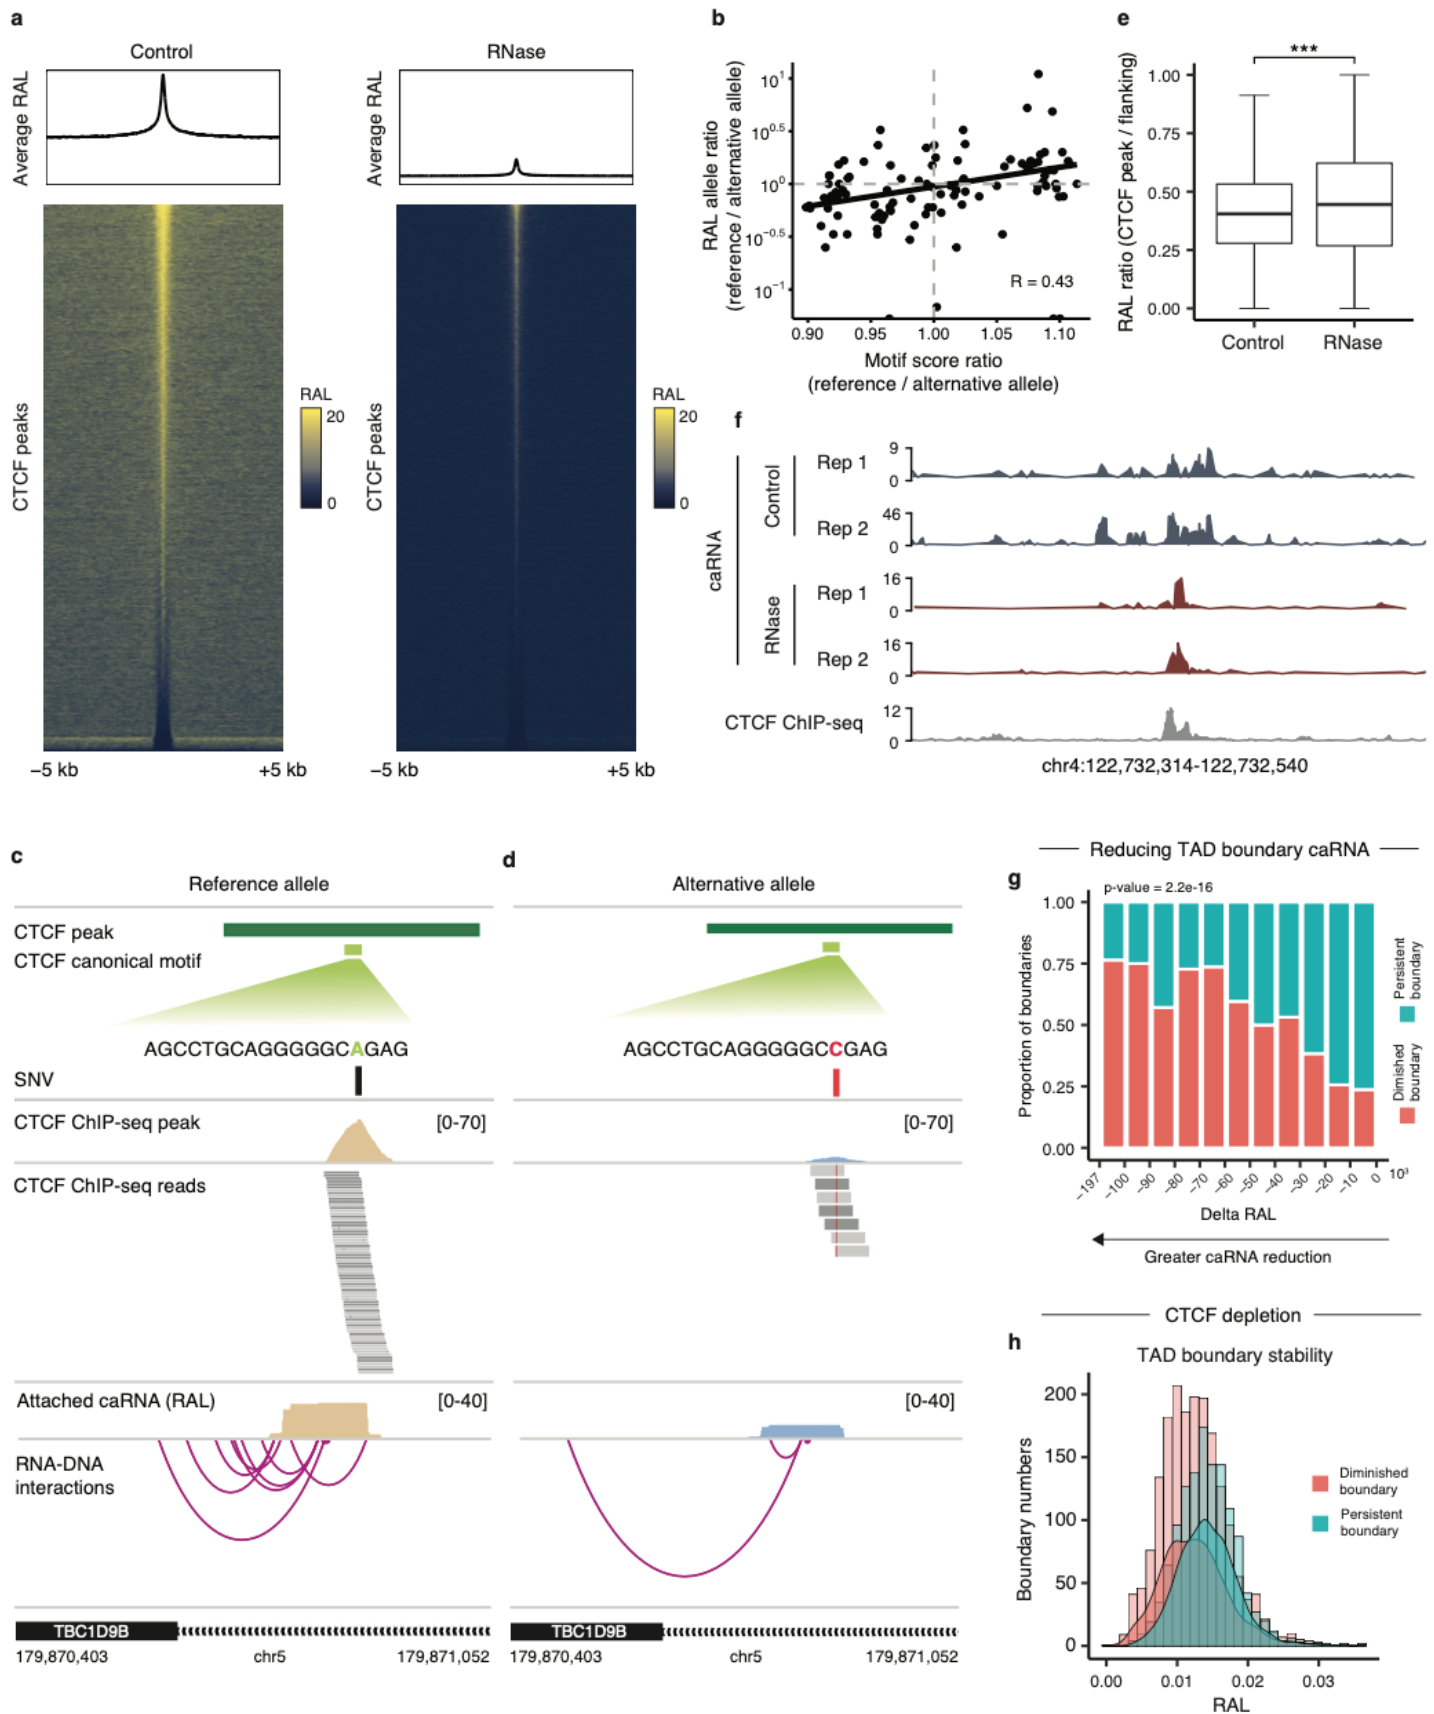 a
Control
RNase
Average RAL
Average RAL
CTCF peaks
CTCF peaks
RAL
20
0
RAL
20
0
−5 kb
+5 kb
−5 kb
+5 kb
b
RAL allele ratio
(reference / alternative allele)
10¹
10⁰·⁵
10⁰
10⁻⁰·⁵
10⁻¹
R = 0.43
0.90
0.95
1.00
1.05
1.10
Motif score ratio
(reference / alternative allele)
e
***
RAL ratio (CTCF peak / flanking)
1.00
0.75
0.50
0.25
0.00
Control
RNase
f
caRNA
Control
Rep 1
9
0
Rep 2
46
0
RNase
Rep 1
16
0
Rep 2
16
0
CTCF ChIP-seq
12
0
chr4:122,732,314-122,732,540
c
Reference allele
CTCF peak
CTCF canonical motif
AGCCTGCAGGGGGCAGAG
SNV
CTCF ChIP-seq peak
[0-70]
CTCF ChIP-seq reads
Attached caRNA (RAL)
[0-40]
RNA-DNA
interactions
TBC1D9B
179,870,403
chr5
179,871,052
d
Alternative allele
AGCCTGCAGGGGGCCGAG
[0-70]
[0-40]
TBC1D9B
179,870,403
chr5
179,871,052
Reducing TAD boundary caRNA
g
p-value = 2.2e-16
Proportion of boundaries
1.00
0.75
0.50
0.25
0.00
−197
−100
−90
−80
−70
−60
−50
−40
−30
−20
−10
0
10³
Delta RAL
Greater caRNA reduction
Persistent
boundary
Dimished
boundary
CTCF depletion
h
TAD boundary stability
Boundary numbers
200
150
100
50
0
0.00
0.01
0.02
0.03
RAL
Diminished
boundary
Persistent
boundary